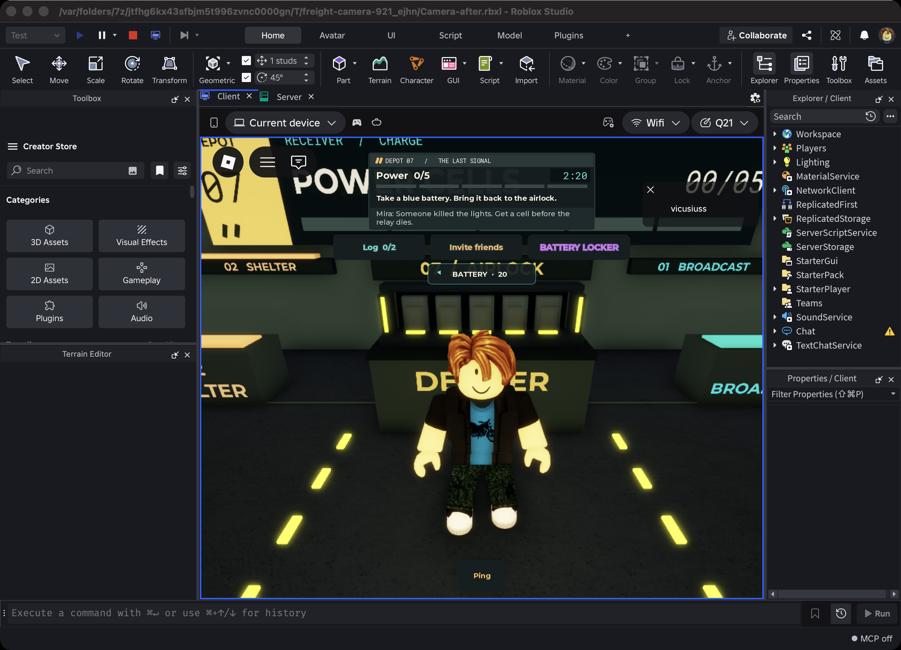 /var/folders/7z/jtfhg6kx43sfbjm5t996zvnc0000gn/T/freight-camera-921_ejhn/Camera-after.rbxl - Roblox Studio
Test
Home Avatar UI Script Model Plugins +
Collaborate
Select Move Scale Rotate Transform Geometric 1 studs 45° Part Terrain Character GUI Script Import Material Color Group Lock Anchor Explorer Properties Toolbox Assets
Toolbox
Client Server
Explorer / Client
Current device
Wifi
Q21
Search
Creator Store
Search
Categories
3D Assets
Visual Effects
2D Assets
Gameplay
Plugins
Audio
Terrain Editor
RECEIVER / CHARGE
DEPOT 07 / THE LAST SIGNAL
Power 0/5
2:20
Take a blue battery. Bring it back to the airlock.
Mira: Someone killed the lights. Get a cell before the
relay dies.
00/05
vicusiuss
Log 0/2
Invite friends
BATTERY LOCKER
02 SHELTER
01 BROADCAST
BATTERY · 20
Ping
Workspace
Players
Lighting
MaterialService
NetworkClient
ReplicatedFirst
ReplicatedStorage
ServerScriptService
ServerStorage
StarterGui
StarterPack
StarterPlayer
Teams
SoundService
Chat
TextChatService
Properties / Client
Filter Properties (⇧⌘P)
Execute a command with ⌘↵ or use ⌘+↑/↓ for history
Run
MCP off